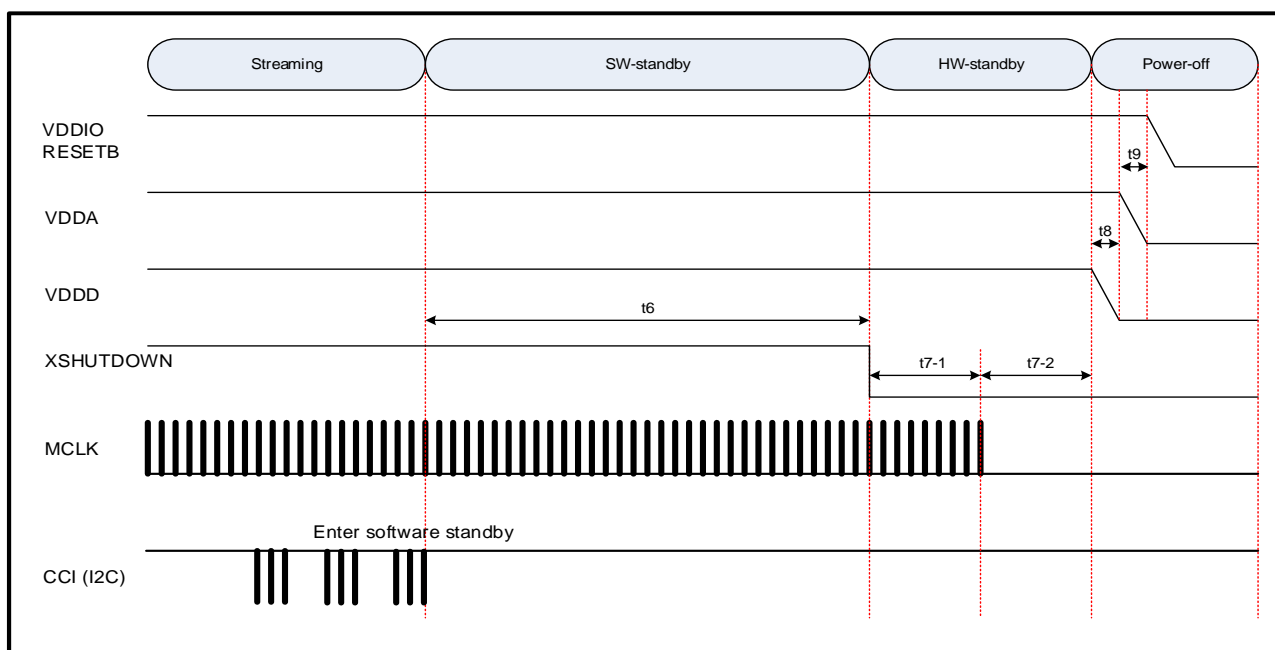 Streaming
SW-standby
HW-standby
Power-off
VDDIO
RESETB
t9
VDDA
t8
VDDD
t6
XSHUTDOWN
t7-1
t7-2
MCLK
Enter software standby
CCI (I2C)